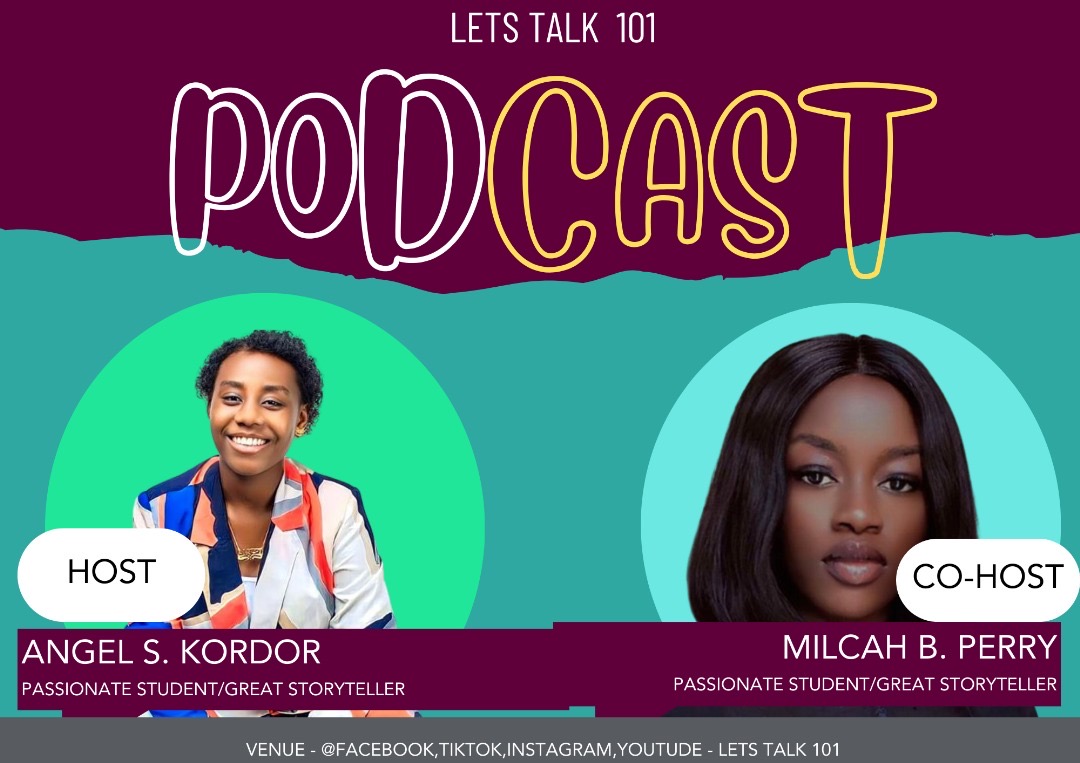 LETS TALK 101
PODCAST
HOST
CO-HOST
ANGEL S. KORDOR
PASSIONATE STUDENT/GREAT STORYTELLER
MILCAH B. PERRY
PASSIONATE STUDENT/GREAT STORYTELLER
VENUE - @FACEBOOK,TIKTOK,INSTAGRAM,YOUTUDE - LETS TALK 101